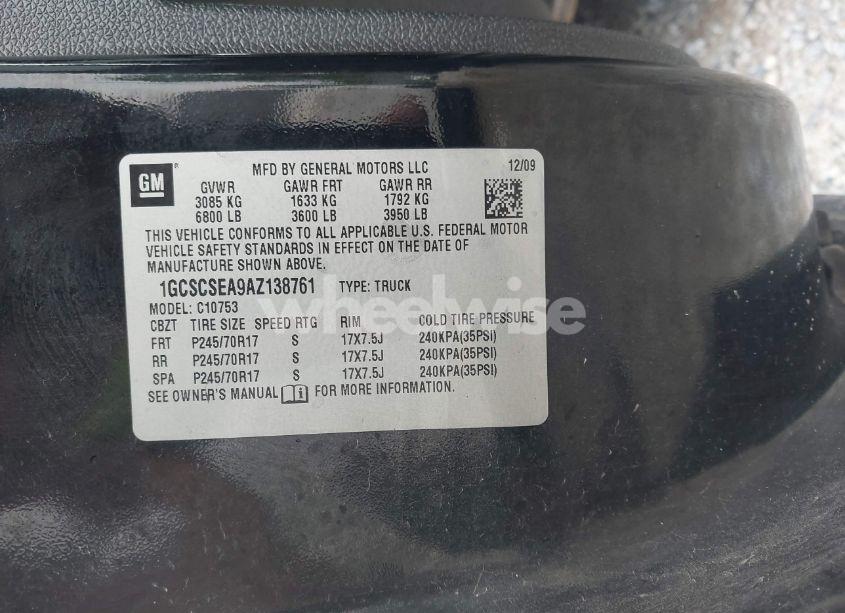 GM
MFD BY GENERAL MOTORS LLC 12/09
GVWR GAWR FRT GAWR RR
3085 KG 1633 KG 1792 KG
6800 LB 3600 LB 3950 LB
THIS VEHICLE CONFORMS TO ALL APPLICABLE U.S. FEDERAL MOTOR
VEHICLE SAFETY STANDARDS IN EFFECT ON THE DATE OF
MANUFACTURE SHOWN ABOVE.
1GCSCSEA9AZ138761 TYPE: TRUCK
MODEL: C10753
wheelwise
CBZT TIRE SIZE SPEED RTG RIM COLD TIRE PRESSURE
FRT P245/70R17 S 17X7.5J 240KPA(35PSI)
RR P245/70R17 S 17X7.5J 240KPA(35PSI)
SPA P245/70R17 S 17X7.5J 240KPA(35PSI)
SEE OWNER'S MANUAL FOR MORE INFORMATION.